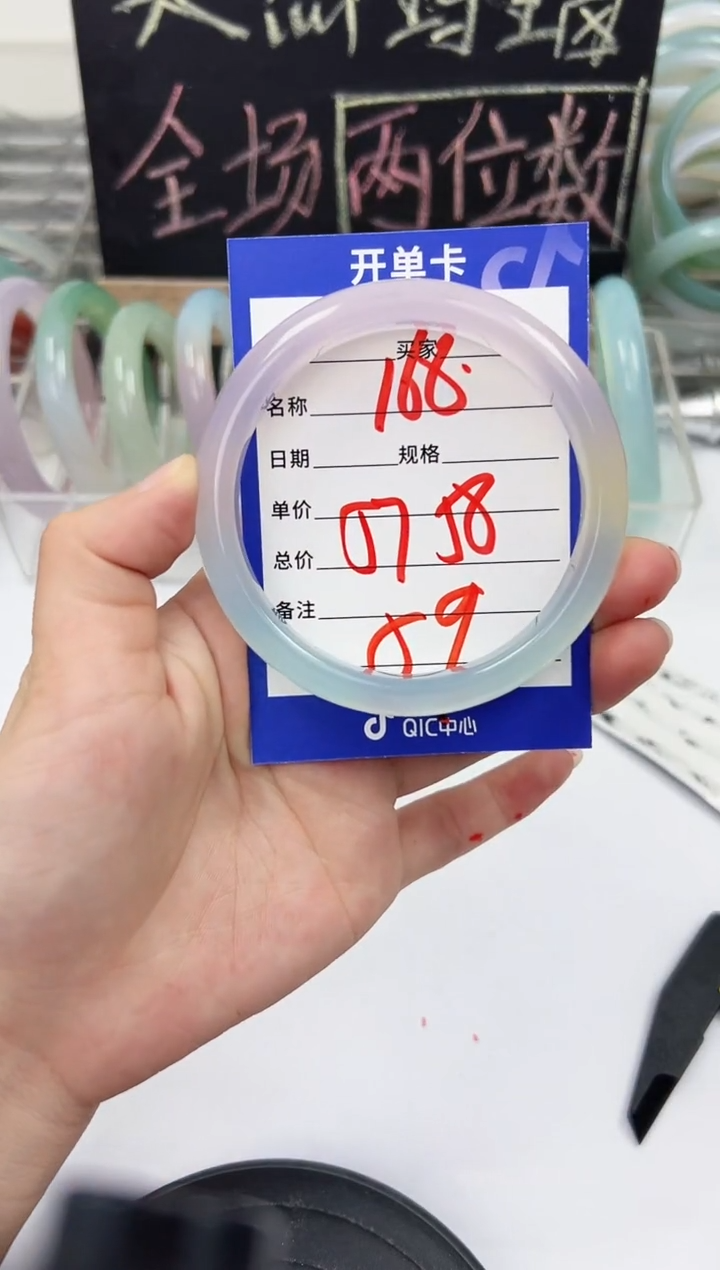 全场两位数
开单卡
买家
168.
名称
日期 规格
单价
57 58
总价
备注
59
QIC中心